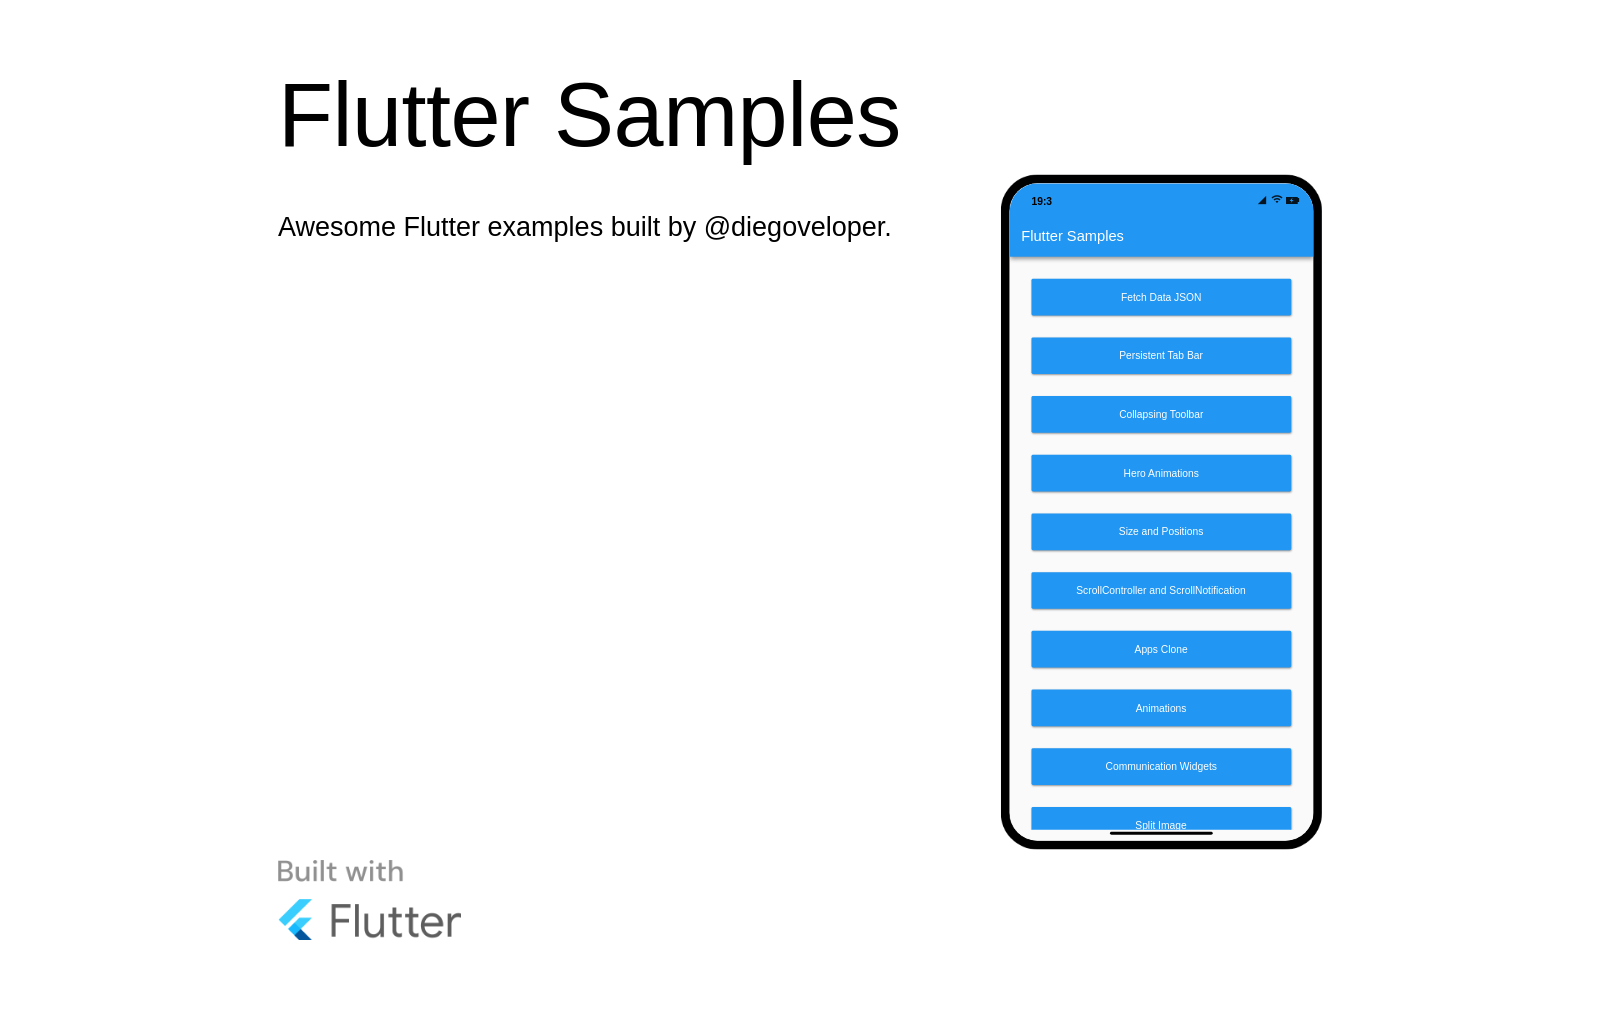 Flutter Samples
Awesome Flutter examples built by @diegoveloper.
19:3
Flutter Samples
Fetch Data JSON
Persistent Tab Bar
Collapsing Toolbar
Hero Animations
Size and Positions
ScrollController and ScrollNotification
Apps Clone
Animations
Communication Widgets
Split Image
Built with
Flutter